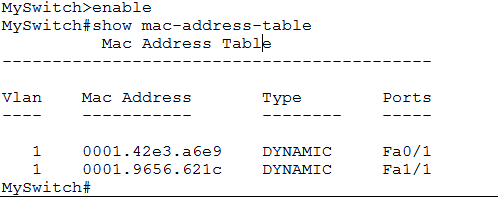 MySwitch>enable
MySwitch#show mac-address-table
          Mac Address Table
-------------------------------------------

Vlan    Mac Address       Type        Ports
----    -----------       --------    -----

   1    0001.42e3.a6e9    DYNAMIC     Fa0/1
   1    0001.9656.621c    DYNAMIC     Fa1/1
MySwitch#